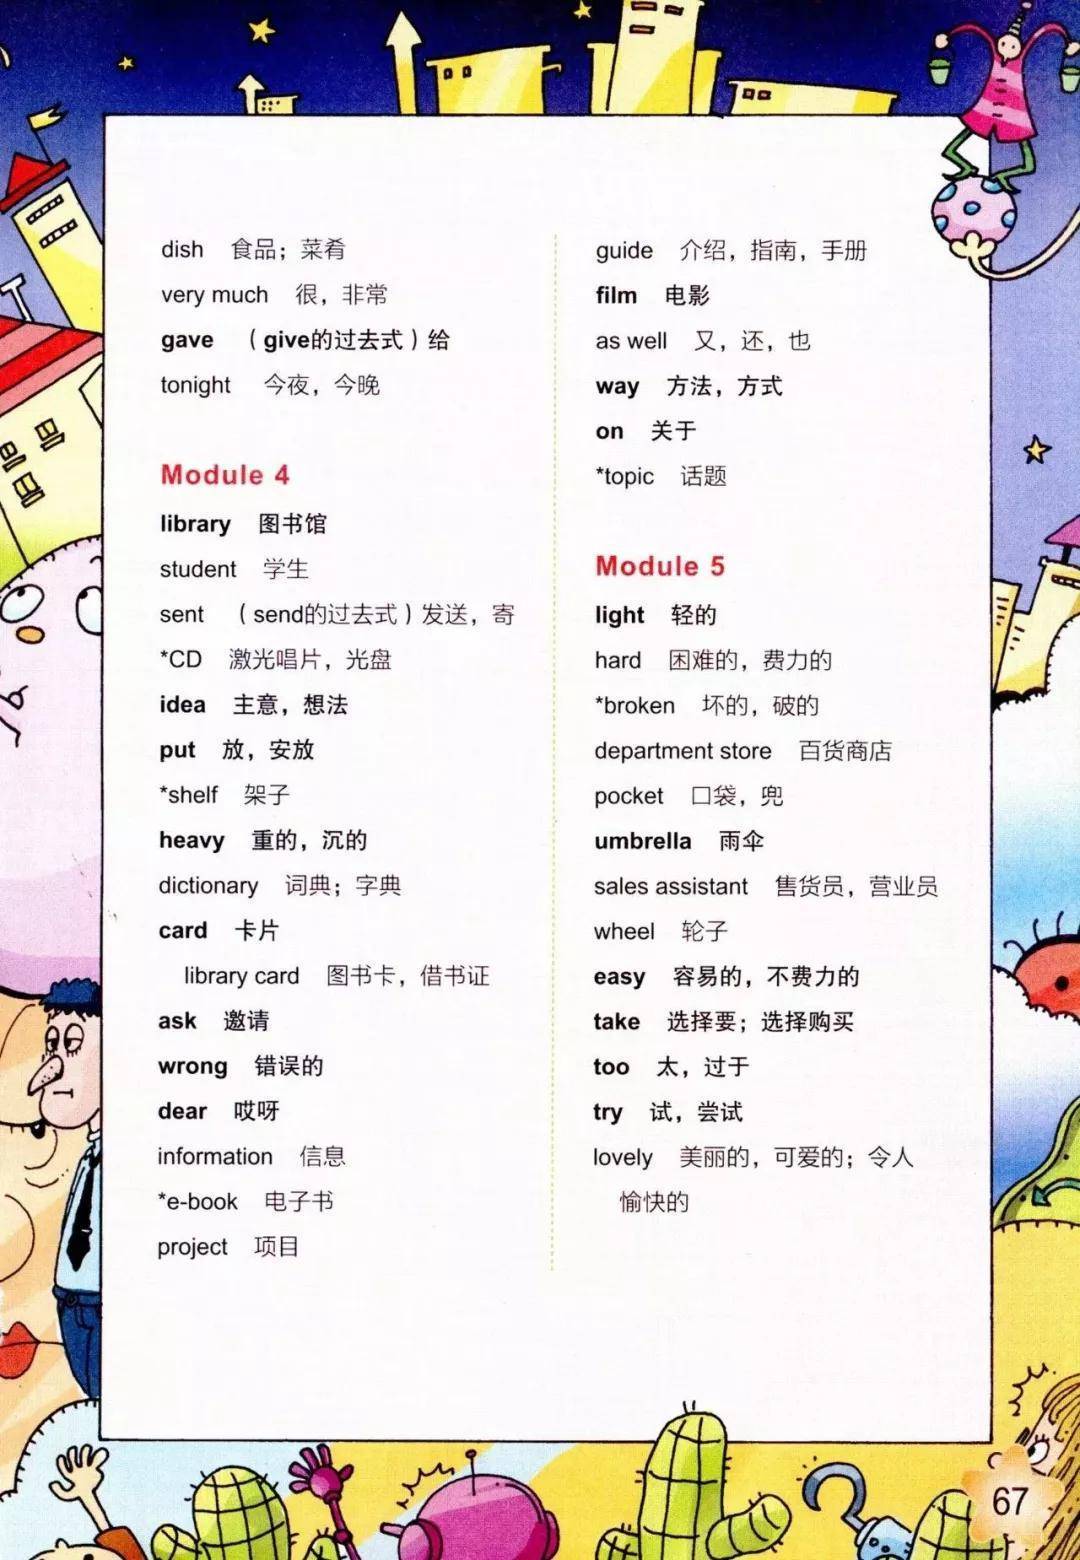 dish 食品；菜肴
very much 很，非常
gave （give的过去式）给
tonight 今夜，今晚
Module 4
library 图书馆
student 学生
sent （send的过去式）发送，寄
*CD 激光唱片，光盘
idea 主意，想法
put 放，安放
*shelf 架子
heavy 重的，沉的
dictionary 词典；字典
card 卡片
library card 图书卡，借书证
ask 邀请
wrong 错误的
dear 哎呀
information 信息
*e-book 电子书
project 项目
guide 介绍，指南，手册
film 电影
as well 又，还，也
way 方法，方式
on 关于
*topic 话题
Module 5
light 轻的
hard 困难的，费力的
*broken 坏的，破的
department store 百货商店
pocket 口袋，兜
umbrella 雨伞
sales assistant 售货员，营业员
wheel 轮子
easy 容易的，不费力的
take 选择要；选择购买
too 太，过于
try 试，尝试
lovely 美丽的，可爱的；令人
愉快的
67